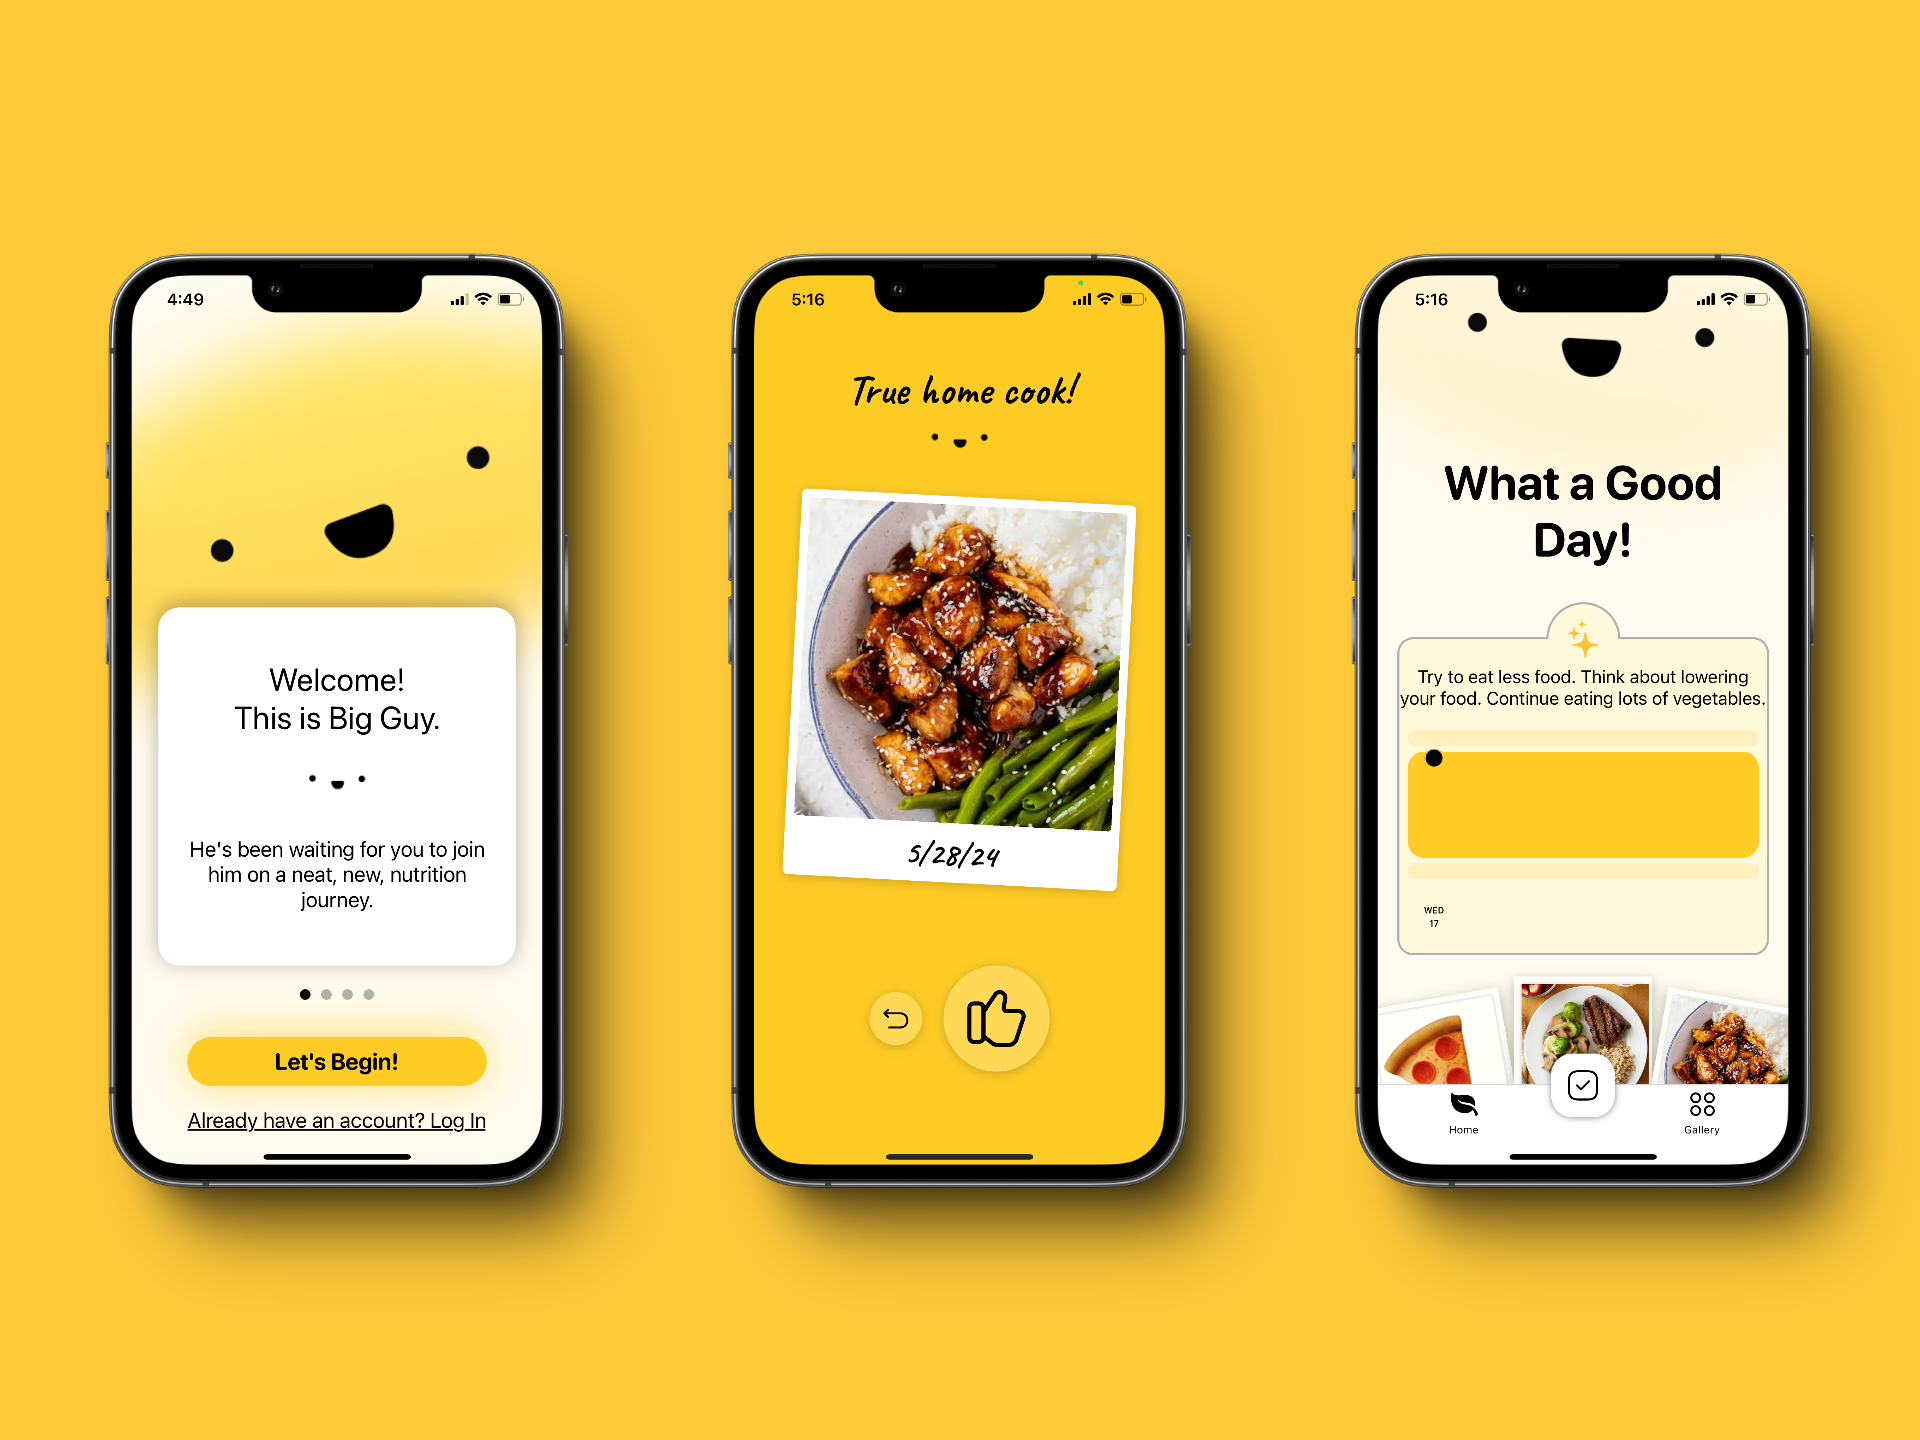 4:49
Welcome!
This is Big Guy.
He's been waiting for you to join
him on a neat, new, nutrition
journey.
Let's Begin!
Already have an account? Log In
5:16
True home cook!
5/28/24
5:16
What a Good
Day!
Try to eat less food. Think about lowering
your food. Continue eating lots of vegetables.
WED
17
Home
Gallery